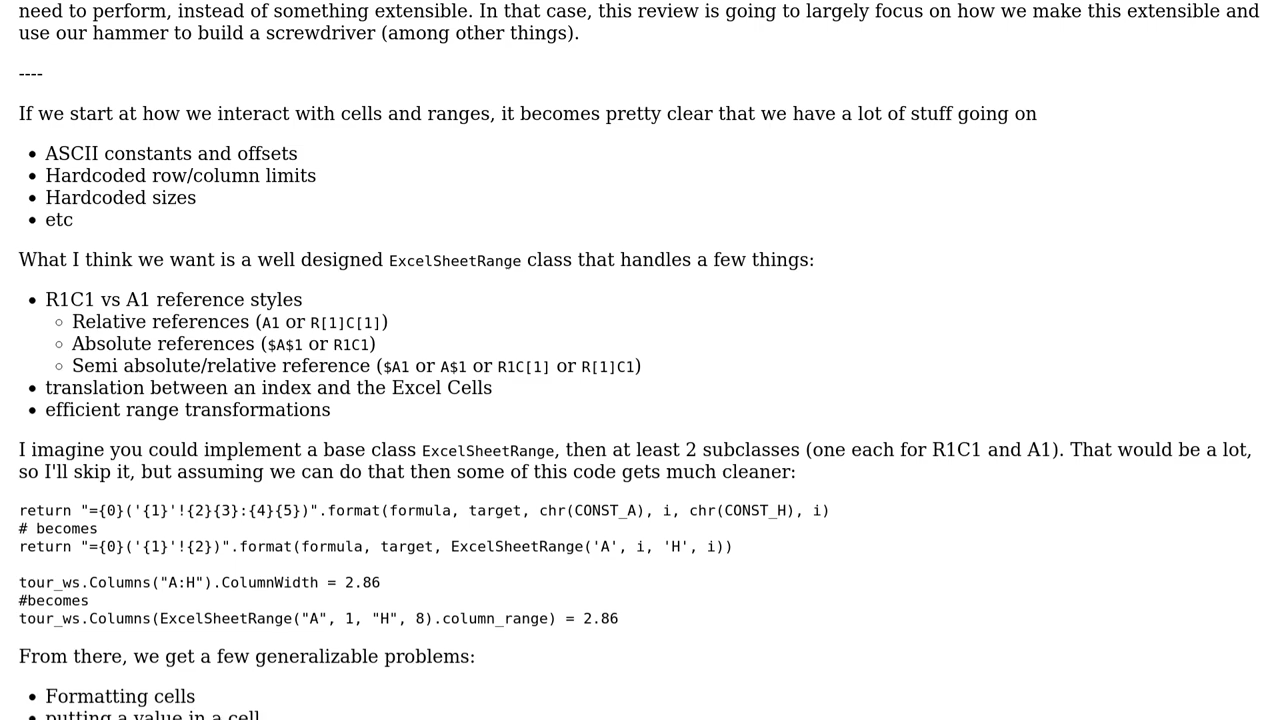 need to perform, instead of something extensible. In that case, this review is going to largely focus on how we make this extensible and
use our hammer to build a screwdriver (among other things).
----
If we start at how we interact with cells and ranges, it becomes pretty clear that we have a lot of stuff going on
• ASCII constants and offsets
• Hardcoded row/column limits
• Hardcoded sizes
• etc
What I think we want is a well designed ExcelSheetRange class that handles a few things:
• R1C1 vs A1 reference styles
◦ Relative references (A1 or R[1]C[1])
◦ Absolute references ($A$1 or R1C1)
◦ Semi absolute/relative reference ($A1 or A$1 or R1C[1] or R[1]C1)
• translation between an index and the Excel Cells
• efficient range transformations
I imagine you could implement a base class ExcelSheetRange, then at least 2 subclasses (one each for R1C1 and A1). That would be a lot,
so I'll skip it, but assuming we can do that then some of this code gets much cleaner:
return "={0}('{1}'!{2}{3}:{4}{5})".format(formula, target, chr(CONST_A), i, chr(CONST_H), i)
# becomes
return "={0}('{1}'!{2})".format(formula, target, ExcelSheetRange('A', i, 'H', i))
tour_ws.Columns("A:H").ColumnWidth = 2.86
#becomes
tour_ws.Columns(ExcelSheetRange("A", 1, "H", 8).column_range) = 2.86
From there, we get a few generalizable problems:
• Formatting cells
• putting a value in a cell